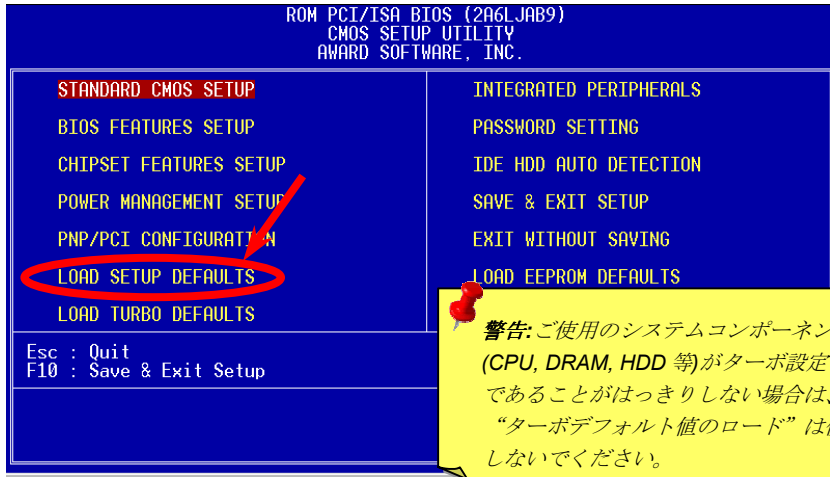 ROM PCI/ISA BIOS (2A6LJAB9)
CMOS SETUP UTILITY
AWARD SOFTWARE, INC.
STANDARD CMOS SETUP
BIOS FEATURES SETUP
CHIPSET FEATURES SETUP
POWER MANAGEMENT SETUP
PNP/PCI CONFIGURATION
LOAD SETUP DEFAULTS
LOAD TURBO DEFAULTS
INTEGRATED PERIPHERALS
PASSWORD SETTING
IDE HDD AUTO DETECTION
SAVE & EXIT SETUP
EXIT WITHOUT SAVING
LOAD EEPROM DEFAULTS
Esc : Quit
F10 : Save & Exit Setup
警告:ご使用のシステムコンポーネン
(CPU, DRAM, HDD 等)がターボ設定
であることがはっきりしない場合は、
“ターボデフォルト値のロード”は
しないでください。